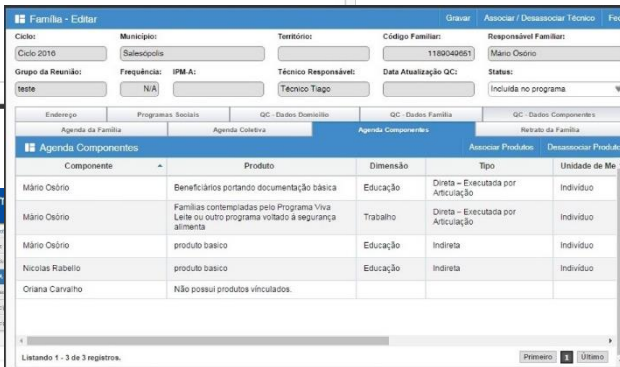 Família - Editar Gravar Associar / Desassociar Técnico
Ciclo: Município: Território: Código Familiar: Responsável Familiar:
Ciclo 2016 Salesópolis 1189049651 Mário Osório
Grupo da Reunião: Frequência: IPM-A: Técnico Responsável: Data Atualização QC: Status:
teste N/A Técnico Tiago Incluída no programa
Endereço Programas Sociais QC - Dados Domicílio QC - Dados Família QC - Dados Componentes
Agenda da Família Agenda Coletiva Agenda Componentes Retrato da Família
Agenda Componentes Associar Produtos Desassociar Produto
Componente Produto Dimensão Tipo Unidade de Me
Mário Osório Beneficiários portando documentação básica Educação Direta – Executada por Articulação Indivíduo
Mário Osório Famílias contempladas pelo Programa Viva Leite ou outro programa voltado à segurança alimenta Trabalho Direta – Executada por Articulação Indivíduo
Mário Osório produto basico Educação Indireta Indivíduo
Nicolas Rabello produto basico Educação Indireta Indivíduo
Oriana Carvalho Não possui produtos vinculados.
Listando 1 - 3 de 3 registros. Primeiro 1 Último